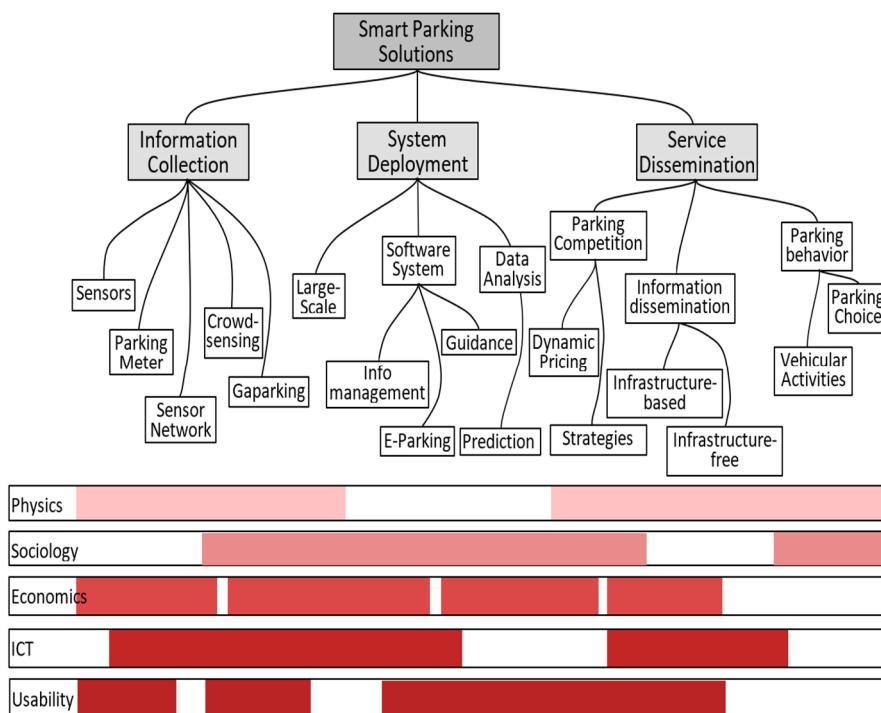 Smart Parking
Solutions
Information
Collection
System
Deployment
Service
Dissemination
Sensors
Parking
Meter
Sensor
Network
Crowd-
sensing
Gaparking
Large-
Scale
Software
System
Data
Analysis
Info
management
Guidance
E-Parking
Prediction
Parking
Competition
Information
dissemination
Parking
behavior
Dynamic
Pricing
Strategies
Infrastructure-
based
Infrastructure-
free
Parking
Choice
Vehicular
Activities
Physics
Sociology
Economics
ICT
Usability